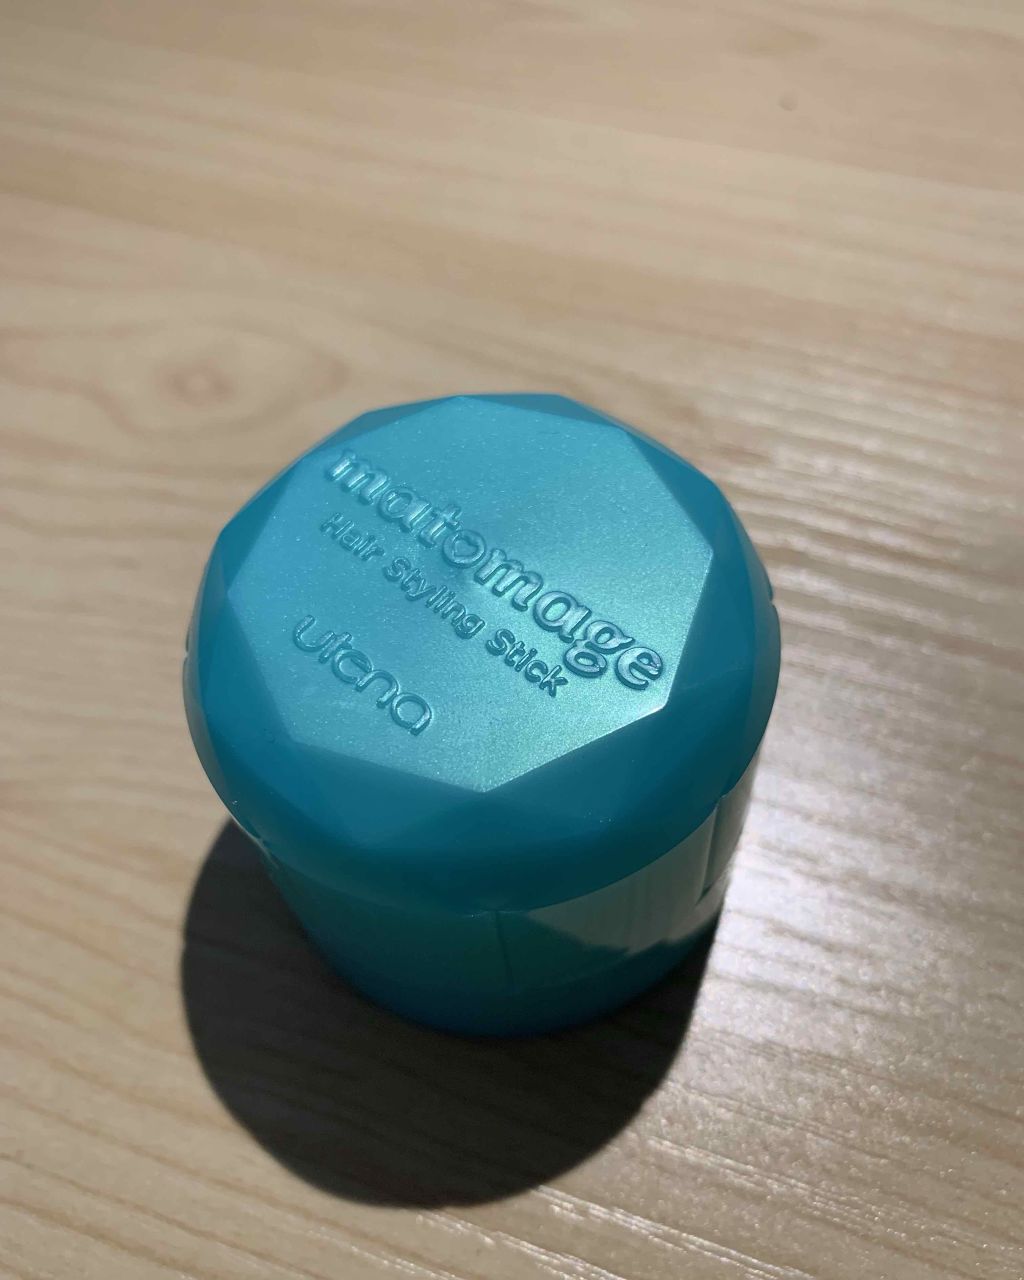 matomage
Hair Styling Stick
utena